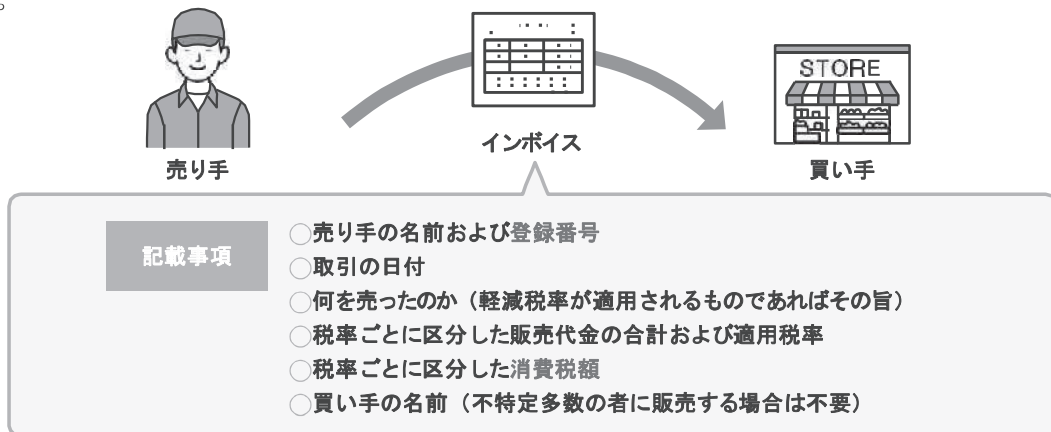 。
STORE
インボイス
売り手
買い手
記載事項
○売り手の名前および登録番号
○取引の日付
○何を売ったのか（軽減税率が適用されるものであればその旨）
○税率ごとに区分した販売代金の合計および適用税率
○税率ごとに区分した消費税額
○買い手の名前（不特定多数の者に販売する場合は不要）